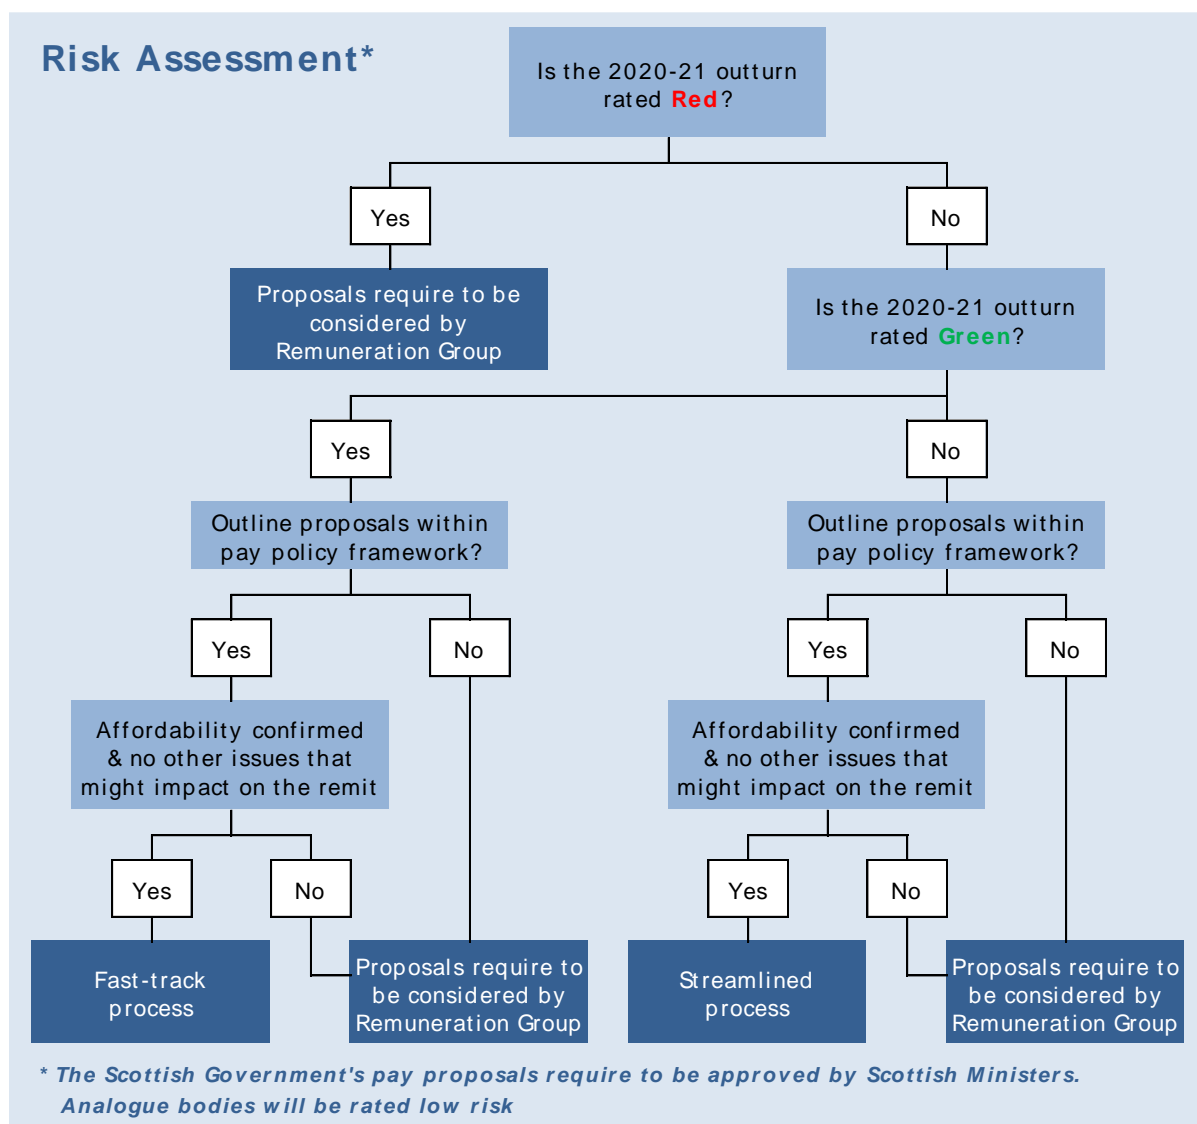 Risk Assessment*
Is the 2020-21 outturn
rated Red?
Yes
No
Proposals require to be
considered by
Remuneration Group
Is the 2020-21 outturn
rated Green?
Yes
No
Outline proposals within
pay policy framework?
Outline proposals within
pay policy framework?
Yes
No
Yes
No
Affordability confirmed
& no other issues that
might impact on the remit
Affordability confirmed
& no other issues that
might impact on the remit
Yes
No
Yes
No
Fast-track
process
Proposals require to
be considered by
Remuneration Group
Streamlined
process
Proposals require to
be considered by
Remuneration Group
* The Scottish Government's pay proposals require to be approved by Scottish Ministers.
Analogue bodies will be rated low risk